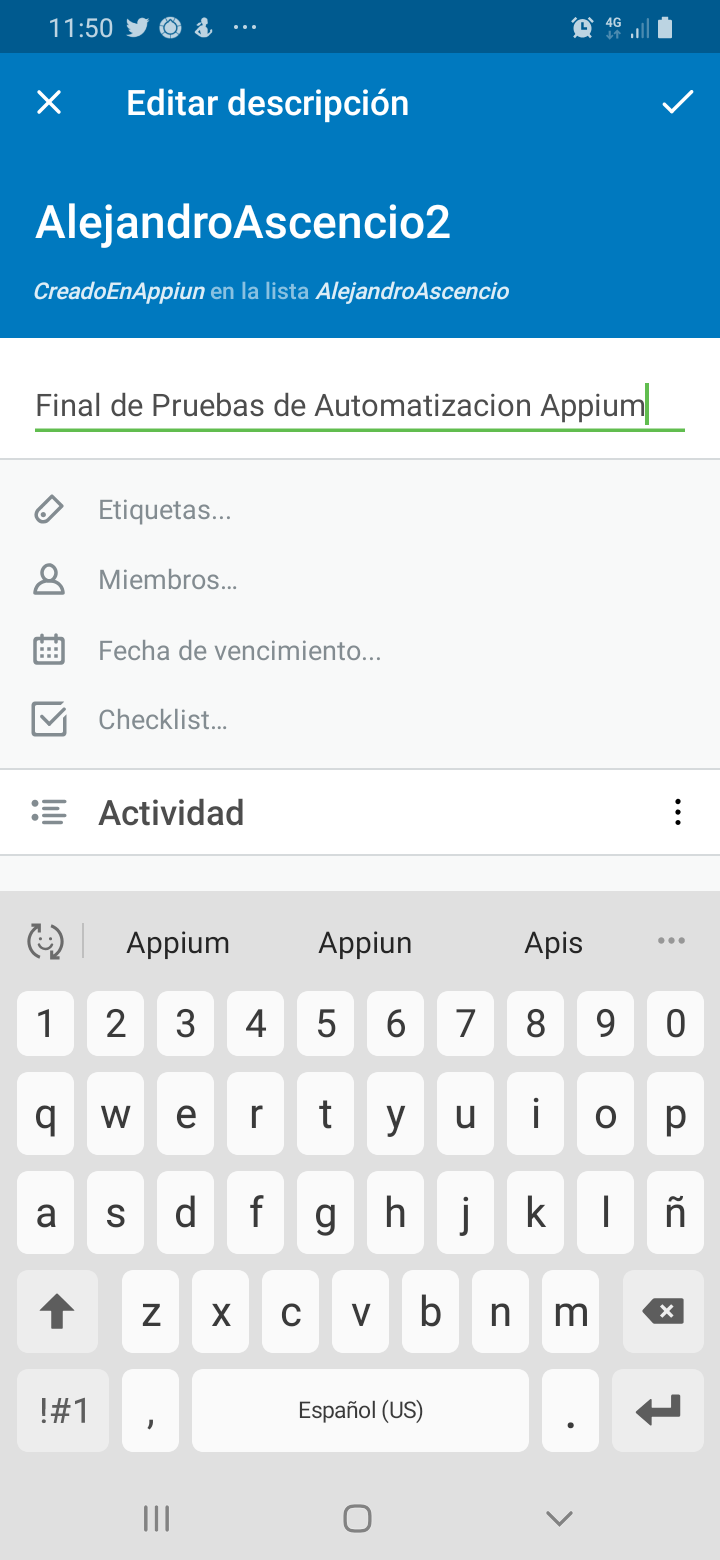 11:50
4G
Editar descripción
AlejandroAscencio2
CreadoEnAppiun en la lista AlejandroAscencio
Final de Pruebas de Automatizacion Appium
Etiquetas...
Miembros...
Fecha de vencimiento...
Checklist...
Actividad
Appium Appiun Apis
1 2 3 4 5 6 7 8 9 0
q w e r t y u i o p
a s d f g h j k l ñ
z x c v b n m
!#1 , Español (US) .